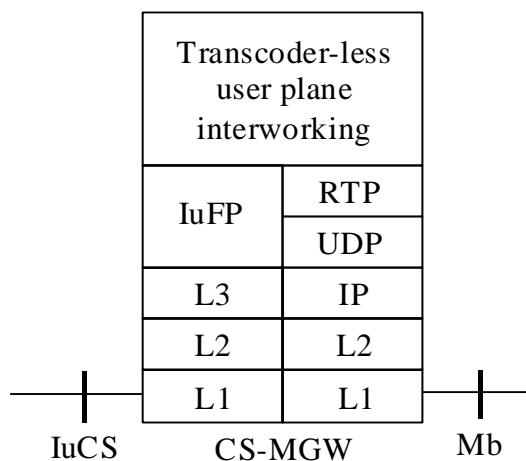 Transcoder-less
user plane
interworking
IuFP
RTP
UDP
L3
IP
L2
L2
L1
L1
IuCS
CS-MGW
Mb